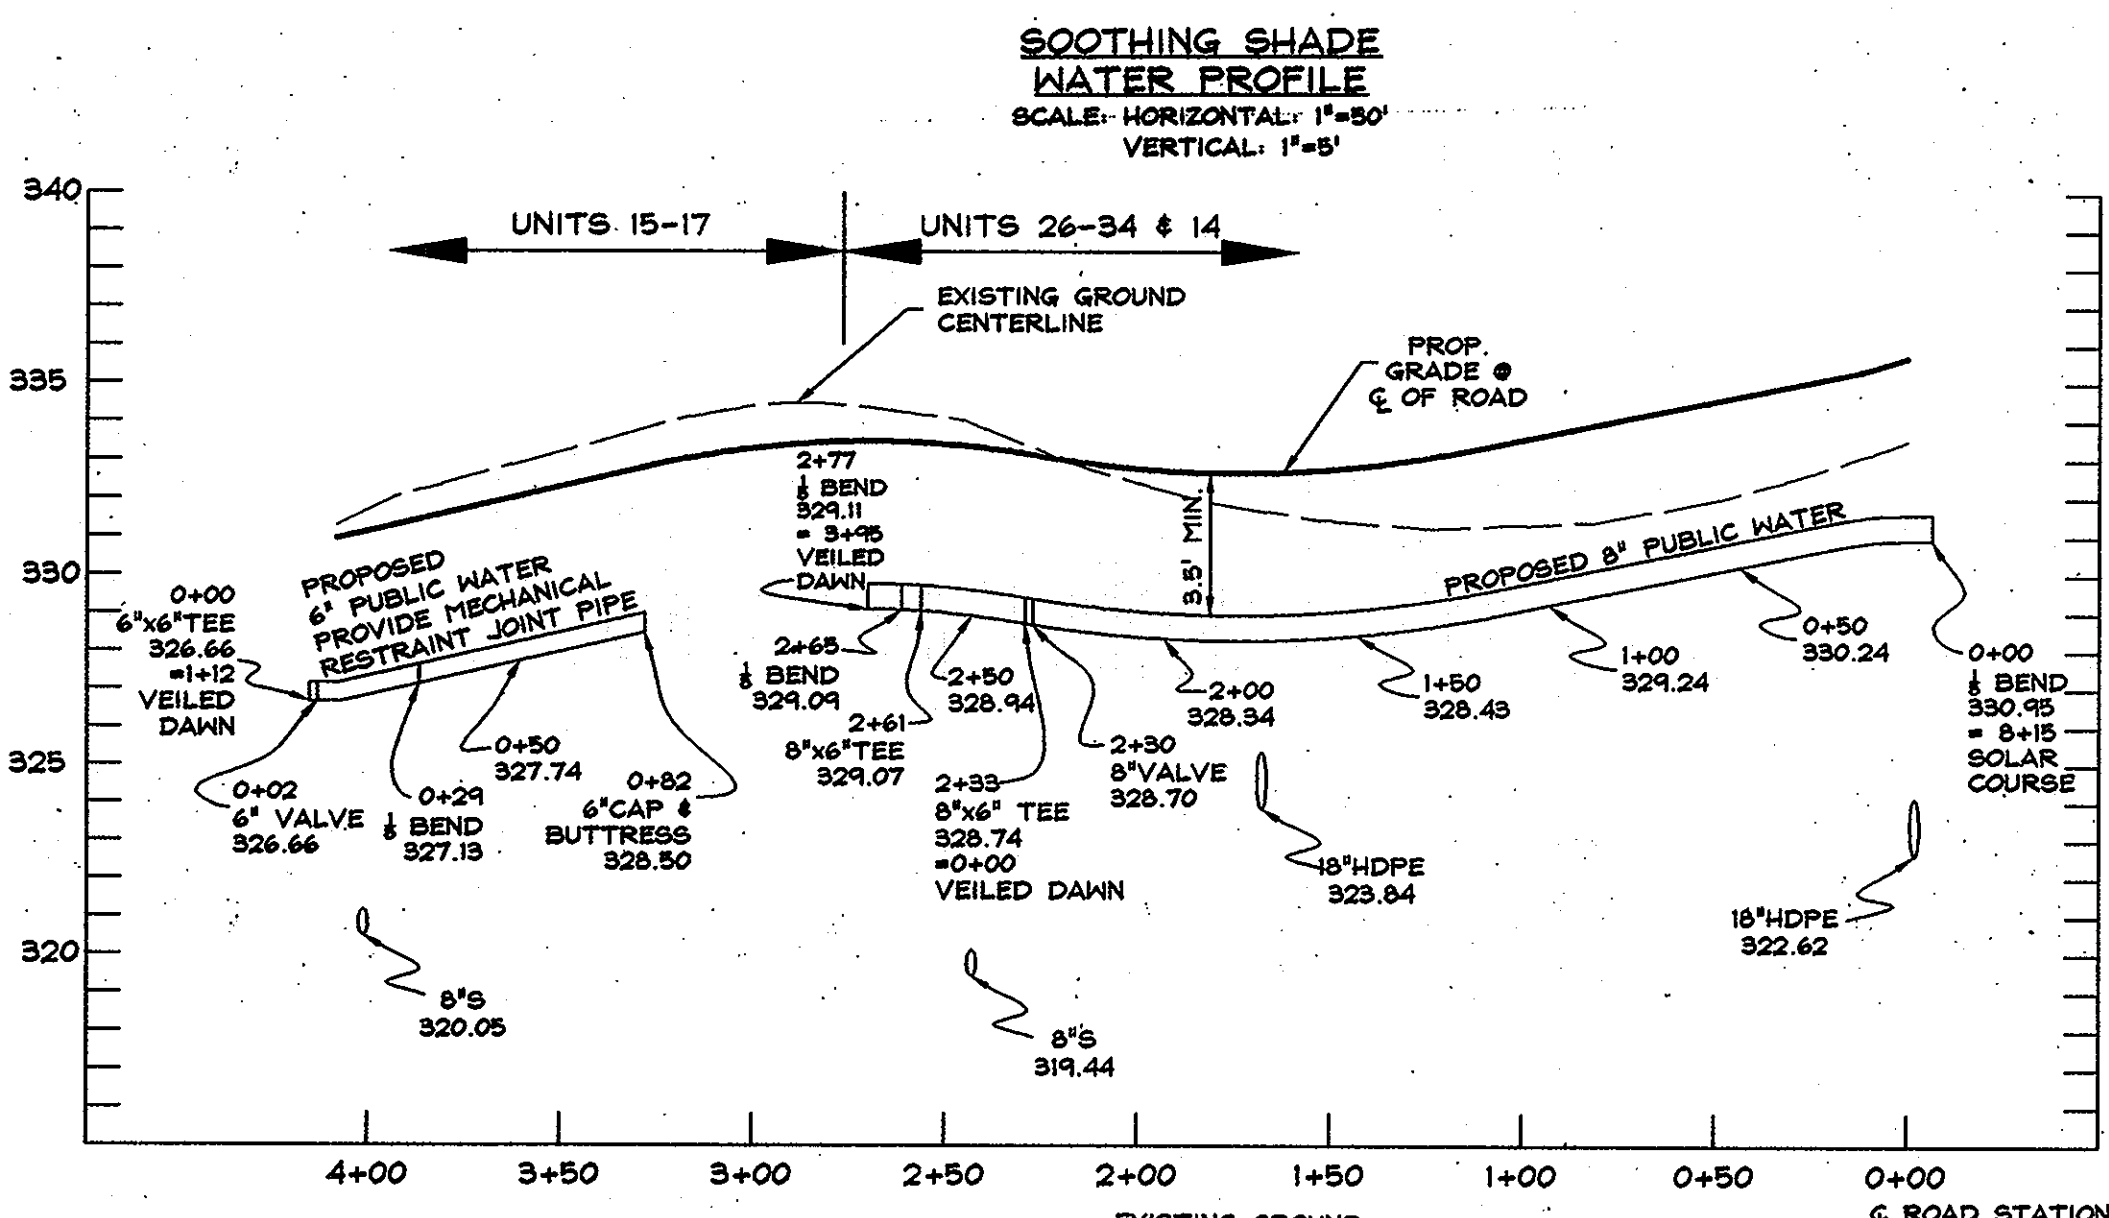 SOOTHING SHADE
WATER PROFILE
SCALE: HORIZONTAL: 1"=50'
VERTICAL: 1"=5'
340
335
330
325
320
UNITS 15-17
UNITS 26-34 & 14
EXISTING GROUND
CENTERLINE
PROP.
GRADE @
℄ OF ROAD
2+77
1/8 BEND
329.11
= 3+95
VEILED
DAWN
3.5' MIN.
PROPOSED 8" PUBLIC WATER
PROPOSED
6" PUBLIC WATER
PROVIDE MECHANICAL
RESTRAINT JOINT PIPE
0+00
6"x6"TEE
326.66
=1+12
VEILED
DAWN
0+02
6" VALVE
326.66
0+29
1/8 BEND
327.13
0+50
327.74
0+82
6"CAP &
BUTTRESS
328.50
2+65
1/8 BEND
329.09
2+61
8"x6"TEE
329.07
2+50
328.94
2+33
8"x6" TEE
328.74
=0+00
VEILED DAWN
2+30
8"VALVE
328.70
2+00
328.34
1+50
328.43
1+00
329.24
0+50
330.24
0+00
1/8 BEND
330.95
= 8+15
SOLAR
COURSE
18"HDPE
323.84
18"HDPE
322.62
8"S
320.05
8"S
319.44
4+00 3+50 3+00 2+50 2+00 1+50 1+00 0+50 0+00
EXISTING GROUND
℄ ROAD STATION